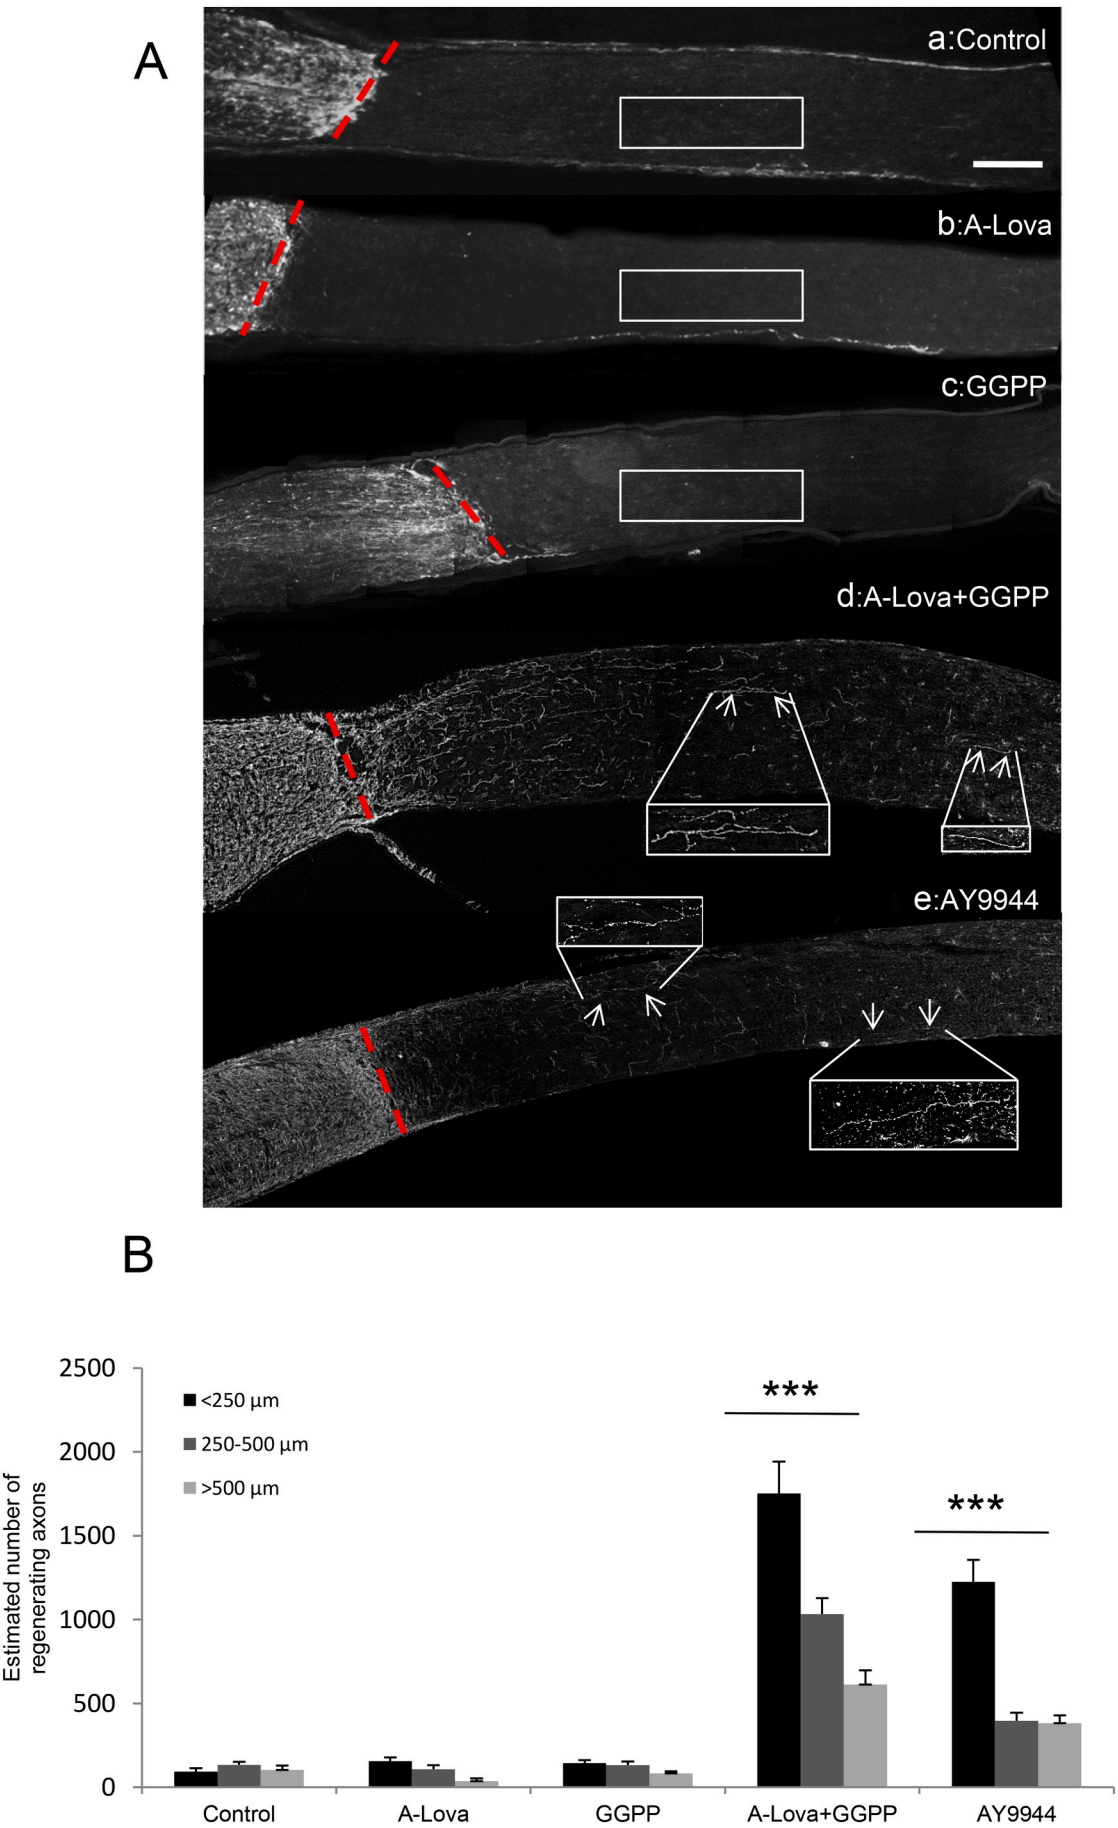 A
a:Control
b:A-Lova
c:GGPP
d:A-Lova+GGPP
e:AY9944
B
Estimated number of
regenerating axons
2500
2000
1500
1000
500
0
<250 µm
250-500 µm
>500 µm
***
***
Control
A-Lova
GGPP
A-Lova+GGPP
AY9944